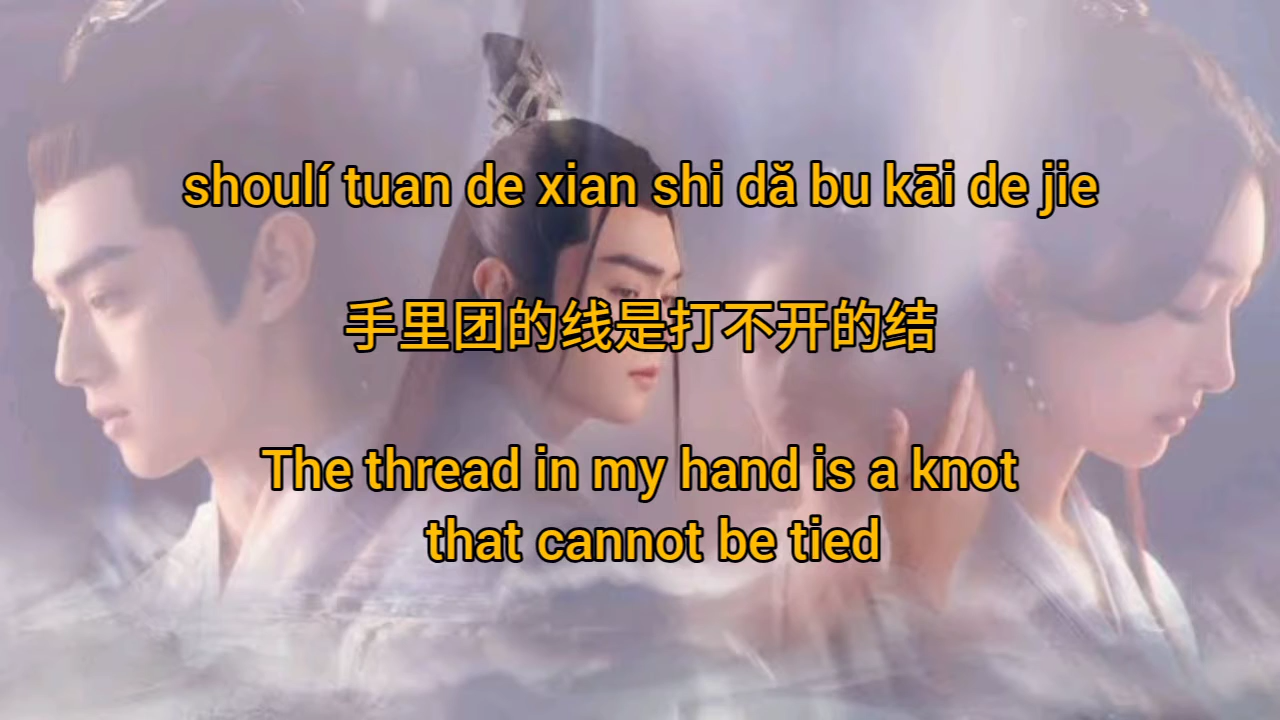 shoulí tuan de xian shi dă bu kāi de jie
手里团的线是打不开的结
The thread in my hand is a knot
that cannot be tied